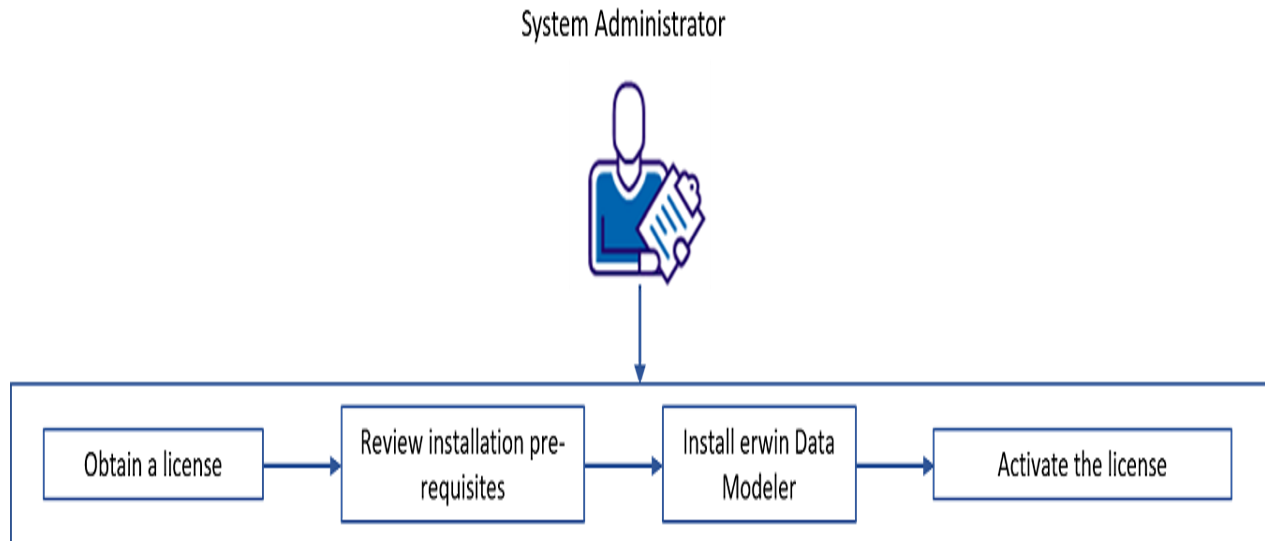 System Administrator
Obtain a license
Review installation pre-
requisites
Install erwin Data
Modeler
Activate the license